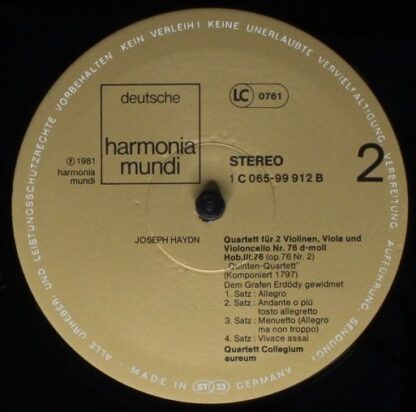 ALLE URHEBER- UND LEISTUNGSSCHUTZRECHTE VORBEHALTEN KEIN VERLEIH! KEINE UNERLAUBTE VERVIELFÄLTIGUNG VERBREITUNG, AUFFÜHRUNG, SENDUNG!
deutsche
harmonia
mundi
℗ 1981
harmonia
mundi
LC 0761
STEREO
1 C 065-99 912 B
2
JOSEPH HAYDN
Quartett für 2 Violinen, Viola und
Violoncello Nr. 76 d-moll
Hob.III:76 (op.76 Nr. 2)
„Quinten-Quartett"
(Komponiert 1797)
Dem Grafen Erdödy gewidmet
1. Satz : Allegro
2. Satz : Andante o più
tosto allegretto
3. Satz : Menuetto (Allegro
ma non troppo)
4. Satz : Vivace assai
Quartett Collegium
aureum
MADE IN ST 33 GERMANY